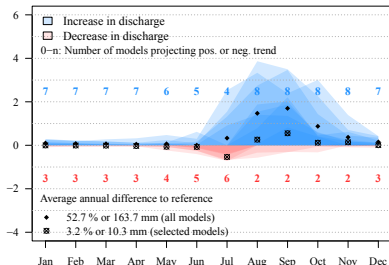 6
Increase in discharge
Decrease in discharge
4
0−n: Number of models projecting pos. or neg. trend
7 7 7 7 6 5 4 8 8 8 8 7
2
0
3 3 3 3 4 5 6 2 2 2 2 3
−2
Average annual difference to reference
52.7 % or 163.7 mm (all models)
3.2 % or 10.3 mm (selected models)
−4
Jan Feb Mar Apr May Jun Jul Aug Sep Oct Nov Dec